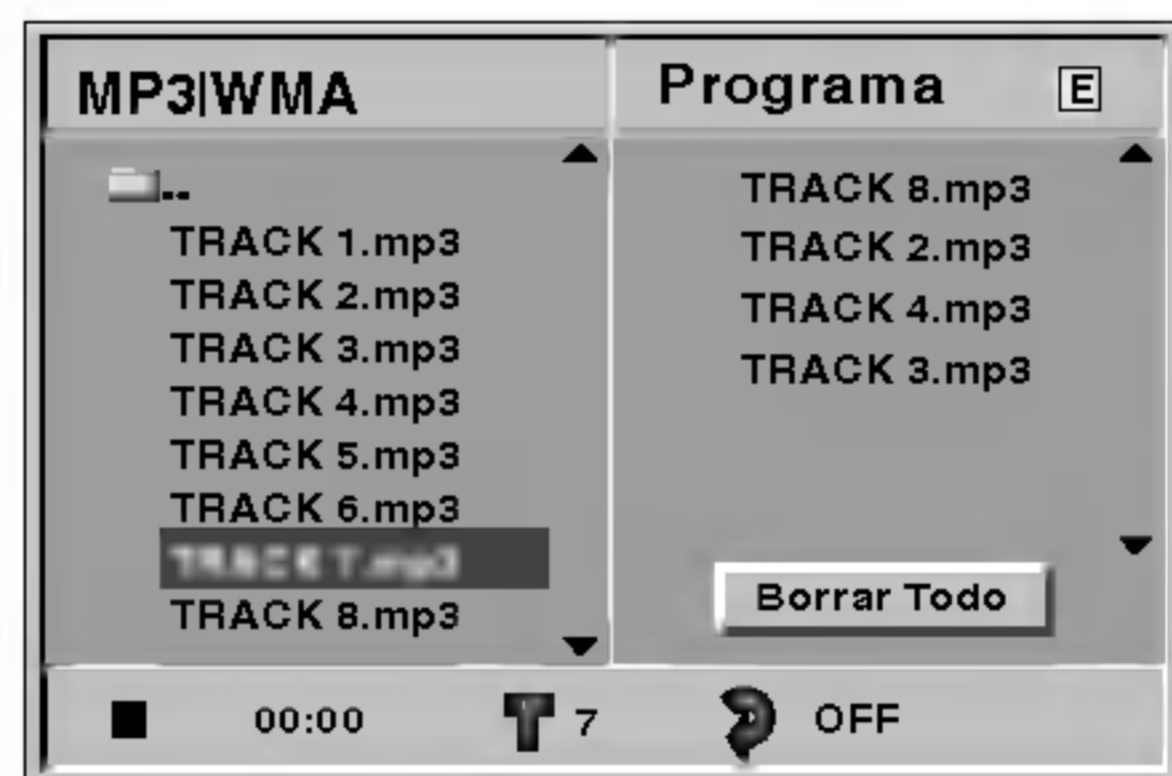 MP3|WMA
TRACK 1.mp3
TRACK 2.mp3
TRACK 3.mp3
TRACK 4.mp3
TRACK 5.mp3
TRACK 6.mp3
TRACK 8.mp3
Programa E
TRACK 8.mp3
TRACK 2.mp3
TRACK 4.mp3
TRACK 3.mp3
Borrar Todo
00:00 T 7 OFF